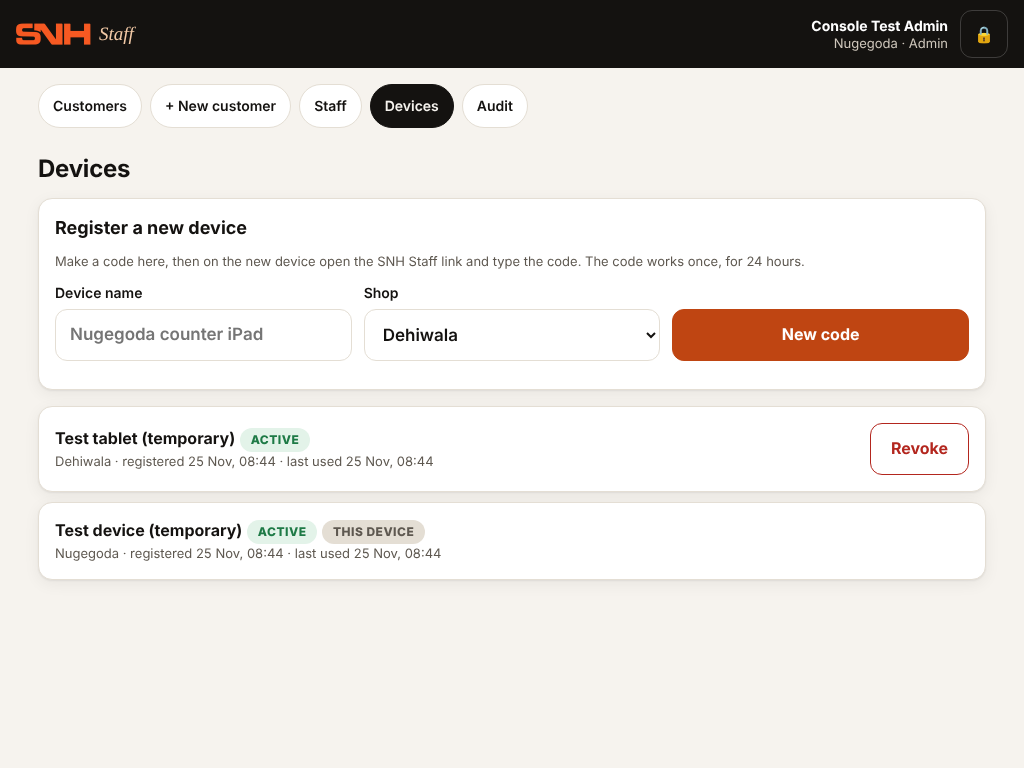 SNH Staff
Console Test Admin
Nugegoda · Admin
Customers
+ New customer
Staff
Devices
Audit
Devices
Register a new device
Make a code here, then on the new device open the SNH Staff link and type the code. The code works once, for 24 hours.
Device name
Shop
Nugegoda counter iPad
Dehiwala
New code
Test tablet (temporary) ACTIVE
Dehiwala · registered 25 Nov, 08:44 · last used 25 Nov, 08:44
Revoke
Test device (temporary) ACTIVE THIS DEVICE
Nugegoda · registered 25 Nov, 08:44 · last used 25 Nov, 08:44